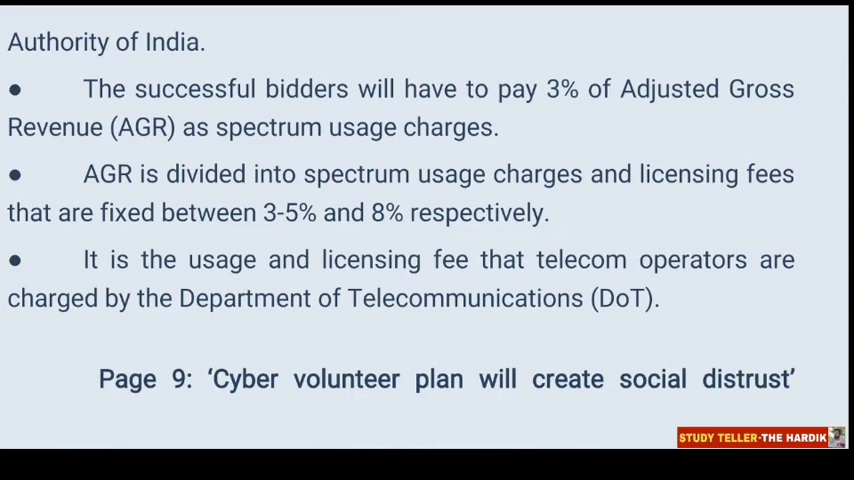 Authority of India.
● The successful bidders will have to pay 3% of Adjusted Gross
Revenue (AGR) as spectrum usage charges.
● AGR is divided into spectrum usage charges and licensing fees
that are fixed between 3-5% and 8% respectively.
● It is the usage and licensing fee that telecom operators are
charged by the Department of Telecommunications (DoT).
Page 9: ‘Cyber volunteer plan will create social distrust’
STUDY TELLER-THE HARDIK